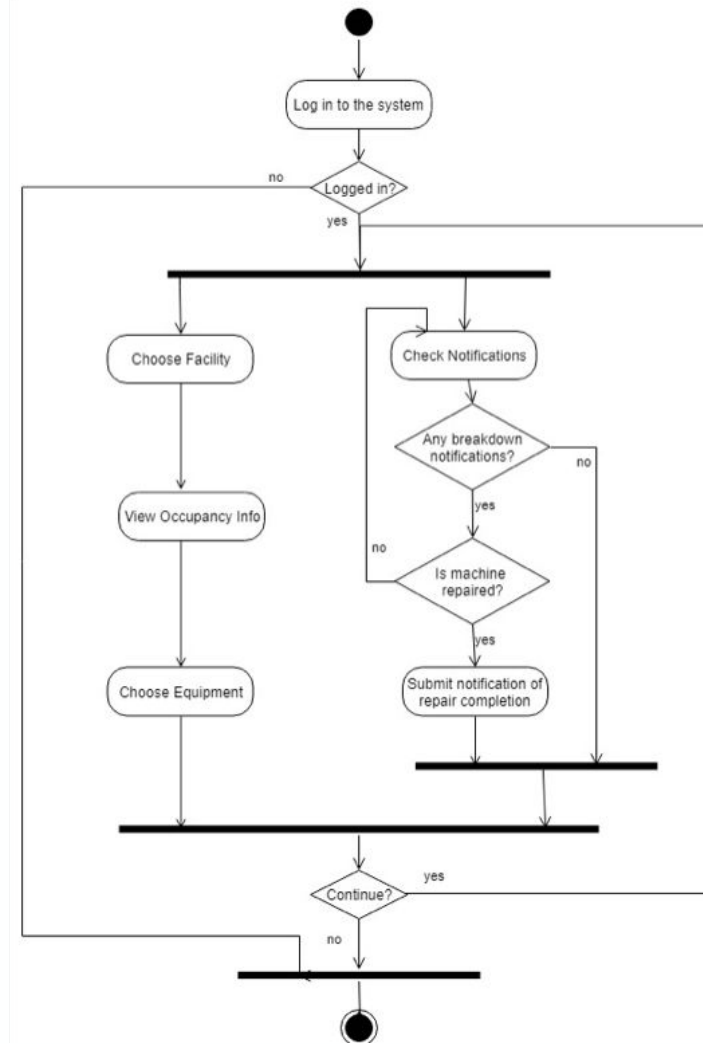 Log in to the system
no
Logged in?
yes
Choose Facility
Check Notifications
Any breakdown
notifications?
no
yes
View Occupancy Info
no
Is machine
repaired?
yes
Choose Equipment
Submit notification of
repair completion
yes
Continue?
no